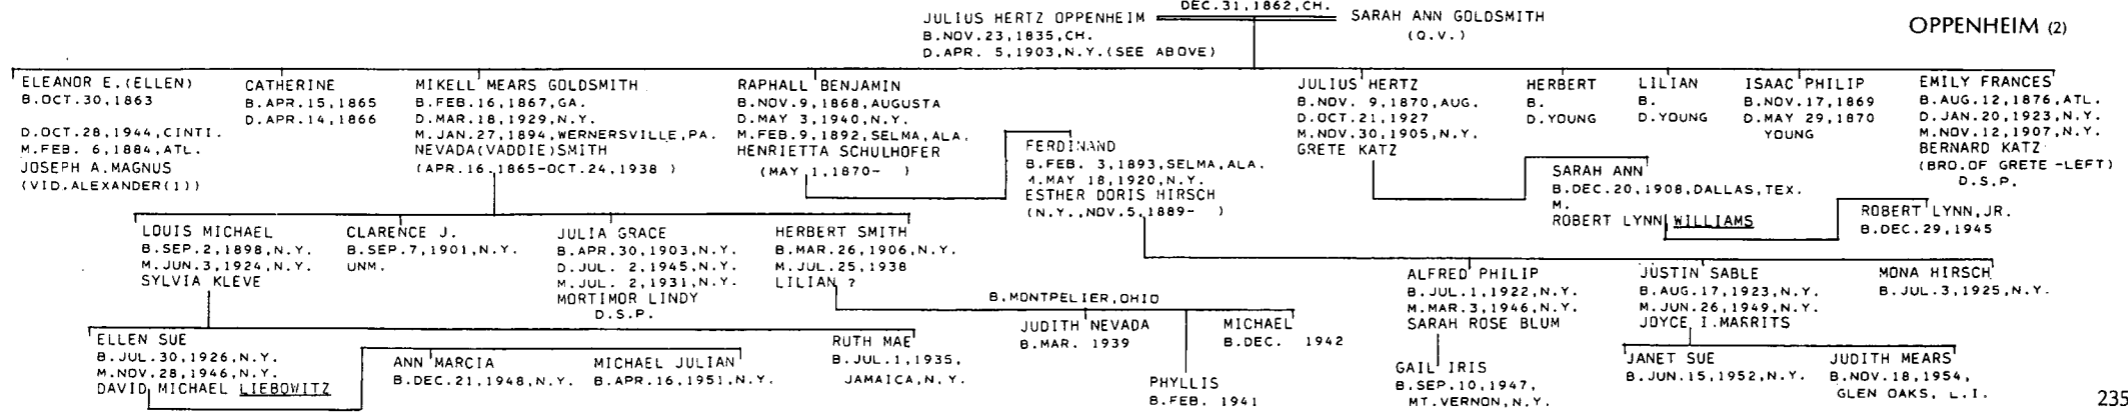 DEC.31,1862,CH.
JULIUS HERTZ OPPENHEIM
B.NOV.23,1835,CH.
D.APR. 5,1903,N.Y.(SEE ABOVE)
SARAH ANN GOLDSMITH
(Q.V.)
OPPENHEIM (2)
ELEANOR E.(ELLEN)
B.OCT.30,1863
D.OCT.28,1944,CINTI.
M.FEB. 6,1884,ATL.
JOSEPH A.MAGNUS
(VID.ALEXANDER(1))
CATHERINE
B.APR.15,1865
D.APR.14,1866
MIKELL MEARS GOLDSMITH
B.FEB.16,1867,GA.
D.MAR.18,1929,N.Y.
M.JAN.27,1894,WERNERSVILLE,PA.
NEVADA(VADDIE)SMITH
(APR.16,1865-OCT.24,1938 )
RAPHALL BENJAMIN
B.NOV.9,1868,AUGUSTA
D.MAY 3,1940,N.Y.
M.FEB.9,1892,SELMA,ALA.
HENRIETTA SCHULHOFER
(MAY 1,1870- )
FERDINAND
B.FEB. 3,1893,SELMA,ALA.
M.MAY 18,1920,N.Y.
ESTHER DORIS HIRSCH
(N.Y.,NOV.5,1889- )
JULIUS HERTZ
B.NOV. 9,1870,AUG.
D.OCT.21,1927
M.NOV.30,1905,N.Y.
GRETE KATZ
HERBERT
B.
D.YOUNG
LILIAN
B.
D.YOUNG
ISAAC PHILIP
B.NOV.17,1869
D.MAY 29,1870
YOUNG
EMILY FRANCES
B.AUG.12,1876,ATL.
D.JAN.20,1923,N.Y.
M.NOV.12,1907,N.Y.
BERNARD KATZ
(BRO.OF GRETE -LEFT)
D.S.P.
SARAH ANN
B.DEC.20,1908,DALLAS,TEX.
M.
ROBERT LYNN WILLIAMS
ROBERT LYNN,JR.
B.DEC.29,1945
LOUIS MICHAEL
B.SEP.2,1898,N.Y.
M.JUN.3,1924,N.Y.
SYLVIA KLEVE
CLARENCE J.
B.SEP.7,1901,N.Y.
UNM.
JULIA GRACE
B.APR.30,1903,N.Y.
D.JUL. 2,1945,N.Y.
M.JUL. 2,1931,N.Y.
MORTIMOR LINDY
D.S.P.
HERBERT SMITH
B.MAR.26,1906,N.Y.
M.JUL.25,1938
LILIAN ?
B.MONTPELIER,OHIO
ALFRED PHILIP
B.JUL.1,1922,N.Y.
M.MAR.3,1946,N.Y.
SARAH ROSE BLUM
JUSTIN SABLE
B.AUG.17,1923,N.Y.
M.JUN.26,1949,N.Y.
JOYCE I.MARRITS
MONA HIRSCH
B.JUL.3,1925,N.Y.
ELLEN SUE
B.JUL.30,1926,N.Y.
M.NOV.28,1946,N.Y.
DAVID MICHAEL LIEBOWITZ
ANN MARCIA
B.DEC.21,1948,N.Y.
MICHAEL JULIAN
B.APR.16,1951,N.Y.
RUTH MAE
B.JUL.1,1935,
JAMAICA,N.Y.
JUDITH NEVADA
B.MAR. 1939
PHYLLIS
B.FEB. 1941
MICHAEL
B.DEC. 1942
GAIL IRIS
B.SEP.10,1947,
MT.VERNON,N.Y.
JANET SUE
B.JUN.15,1952,N.Y.
JUDITH MEARS
B.NOV.18,1954,
GLEN OAKS, L.I.
235